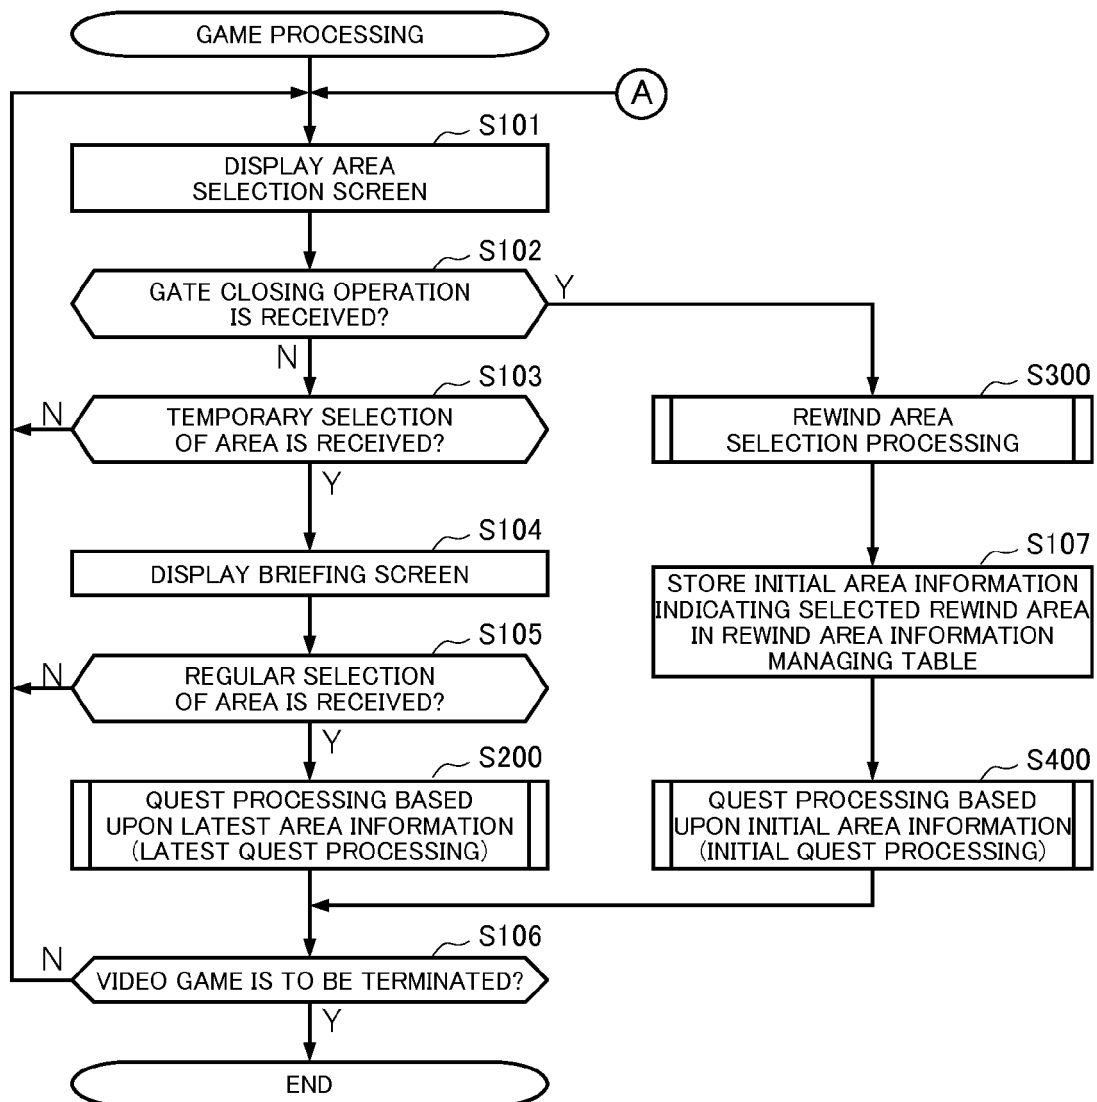 GAME PROCESSING
A
S101
DISPLAY AREA
SELECTION SCREEN
S102
GATE CLOSING OPERATION
IS RECEIVED?
Y
N
S103
TEMPORARY SELECTION
OF AREA IS RECEIVED?
N
Y
S300
REWIND AREA
SELECTION PROCESSING
S104
DISPLAY BRIEFING SCREEN
S107
STORE INITIAL AREA INFORMATION
INDICATING SELECTED REWIND AREA
IN REWIND AREA INFORMATION
MANAGING TABLE
S105
REGULAR SELECTION
OF AREA IS RECEIVED?
N
Y
S200
QUEST PROCESSING BASED
UPON LATEST AREA INFORMATION
(LATEST QUEST PROCESSING)
S400
QUEST PROCESSING BASED
UPON INITIAL AREA INFORMATION
(INITIAL QUEST PROCESSING)
S106
VIDEO GAME IS TO BE TERMINATED?
N
Y
END